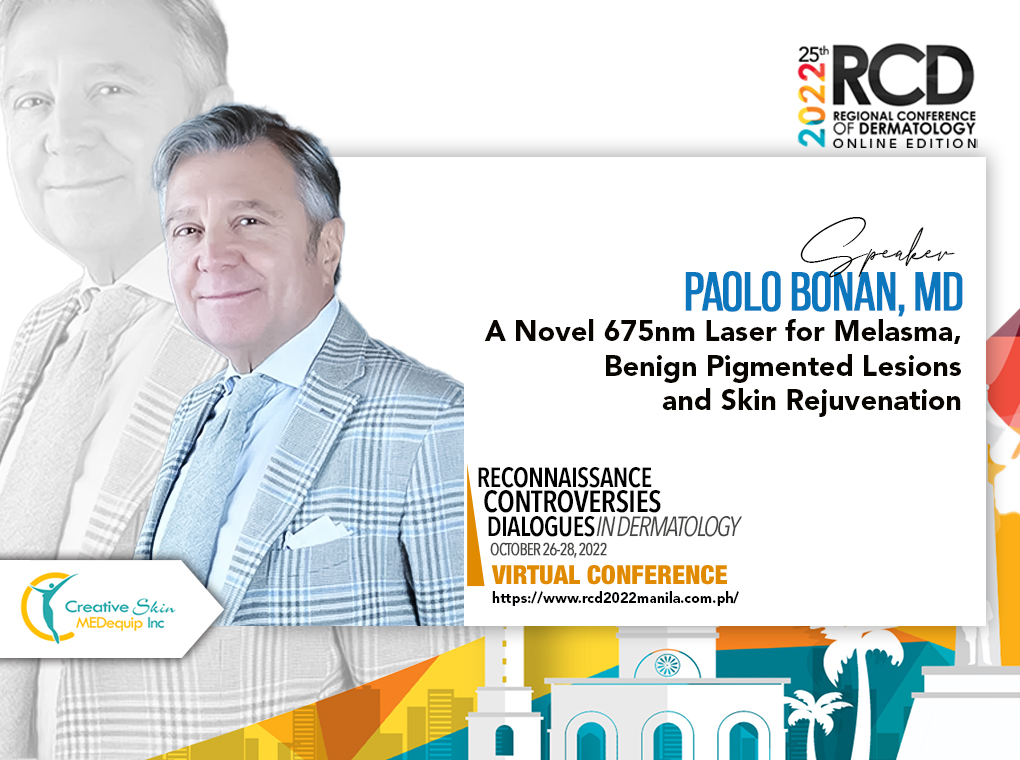 25th
2022
RCD
REGIONAL CONFERENCE
OF DERMATOLOGY
ONLINE EDITION
Speaker
PAOLO BONAN, MD
A Novel 675nm Laser for Melasma,
Benign Pigmented Lesions
and Skin Rejuvenation
RECONNAISSANCE
CONTROVERSIES
DIALOGUES IN DERMATOLOGY
OCTOBER 26-28, 2022
VIRTUAL CONFERENCE
https://www.rcd2022manila.com.ph/
Creative Skin
MEDequip Inc